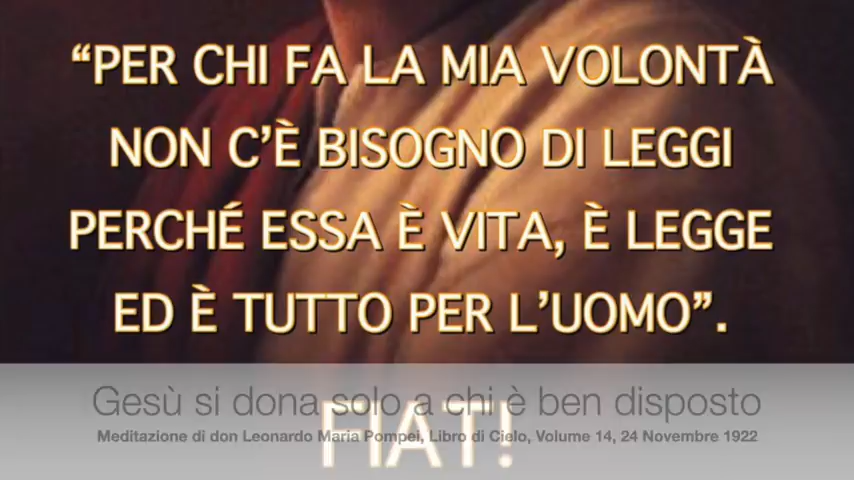 “PER CHI FA LA MIA VOLONTÀ
NON C’È BISOGNO DI LEGGI
PERCHÉ ESSA È VITA, È LEGGE
ED È TUTTO PER L’UOMO”.
Gesù si dona solo a chi è ben disposto
Meditazione di don Leonardo Maria Pompei, Libro di Cielo, Volume 14, 24 Novembre 1922
FIAT!